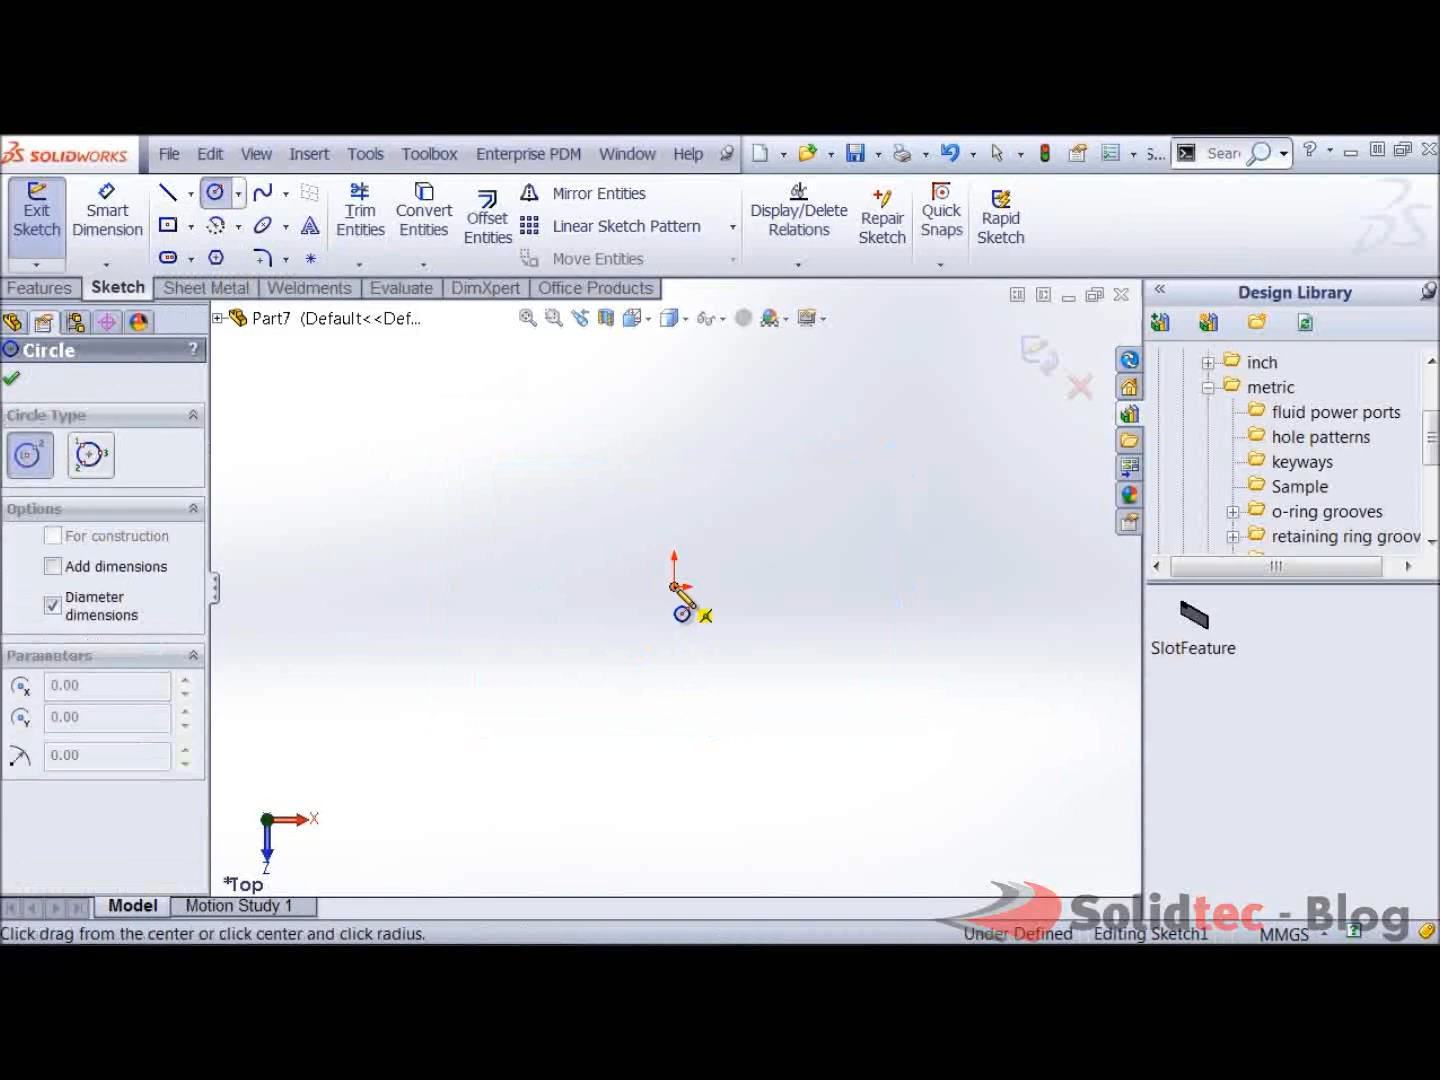 SOLIDWORKS File Edit View Insert Tools Toolbox Enterprise PDM Window Help S... Sear
Exit Sketch
Smart Dimension
Trim Entities
Convert Entities
Offset Entities
Mirror Entities
Linear Sketch Pattern
Move Entities
Display/Delete Relations
Repair Sketch
Quick Snaps
Rapid Sketch
Features Sketch Sheet Metal Weldments Evaluate DimXpert Office Products
Design Library
Part7 (Default<<Def...
Circle ?
Circle Type
Options
For construction
Add dimensions
Diameter dimensions
Parameters
0.00
0.00
0.00
inch
metric
fluid power ports
hole patterns
keyways
Sample
o-ring grooves
retaining ring groov
SlotFeature
X
Z
*Top
Model Motion Study 1
Solidtec - Blog
Click drag from the center or click center and click radius.
Under Defined Editing Sketch1 MMGS